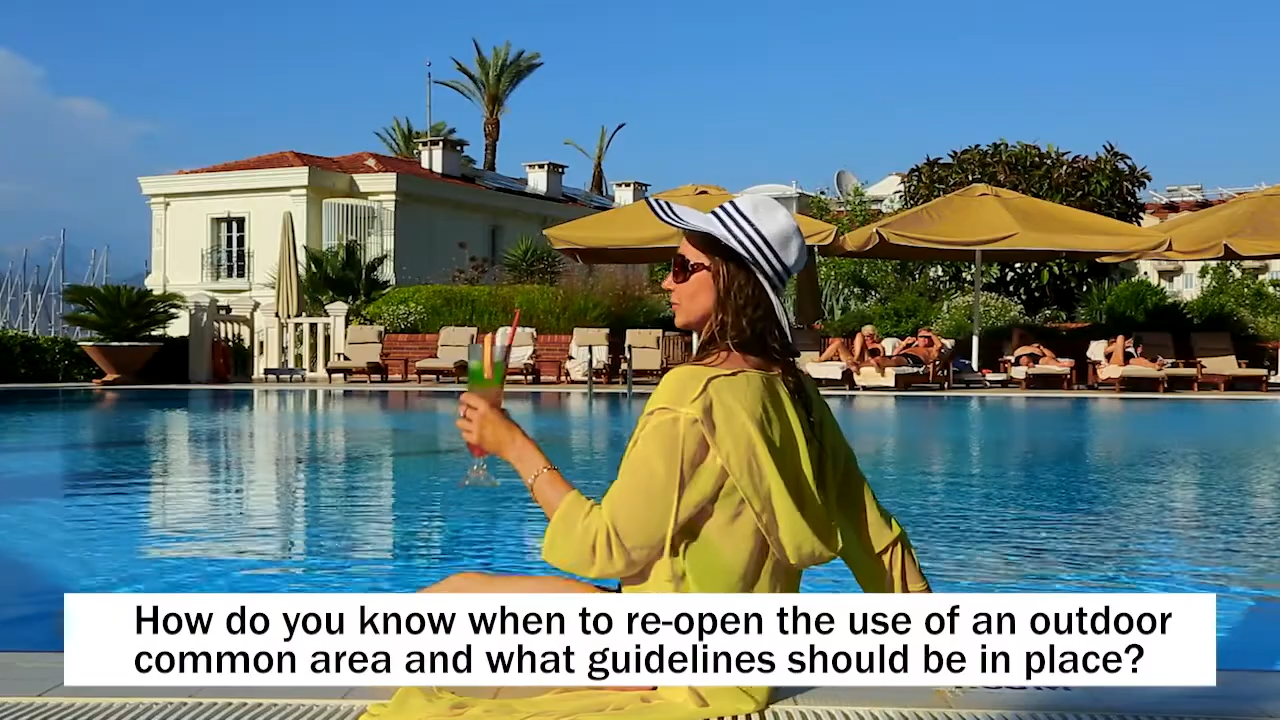 How do you know when to re-open the use of an outdoor
common area and what guidelines should be in place?